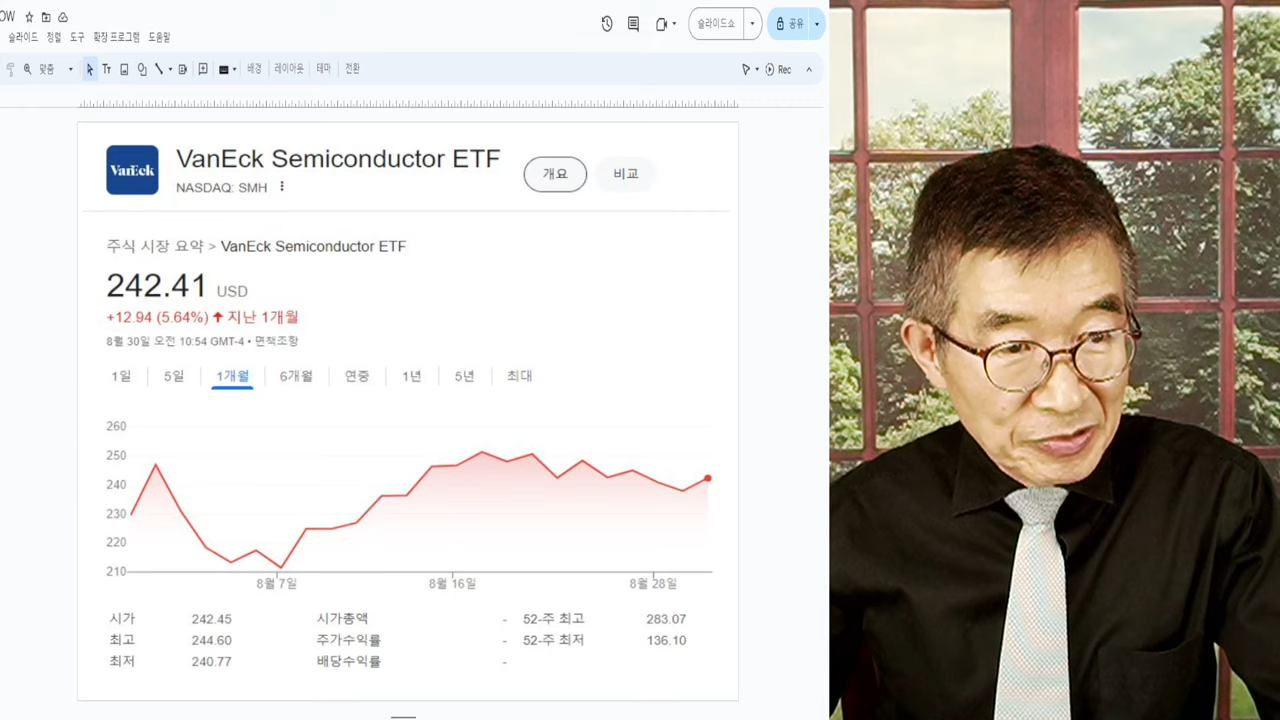 OW
슬라이드 정렬 도구 확장 프로그램 도움말
슬라이드쇼
공유
맞춤
Tr
배경 레이아웃 테마 전환
Rec
VanEck
VanEck Semiconductor ETF
NASDAQ: SMH
개요
비교
주식 시장 요약 > VanEck Semiconductor ETF
242.41 USD
+12.94 (5.64%) ↑ 지난 1개월
8월 30일 오전 10:54 GMT-4 • 면책조항
1일 5일 1개월 6개월 연중 1년 5년 최대
260
250
240
230
220
210
8월 7일 8월 16일 8월 28일
시가 242.45 시가총액 - 52-주 최고 283.07
최고 244.60 주가수익률 - 52-주 최저 136.10
최저 240.77 배당수익률 -